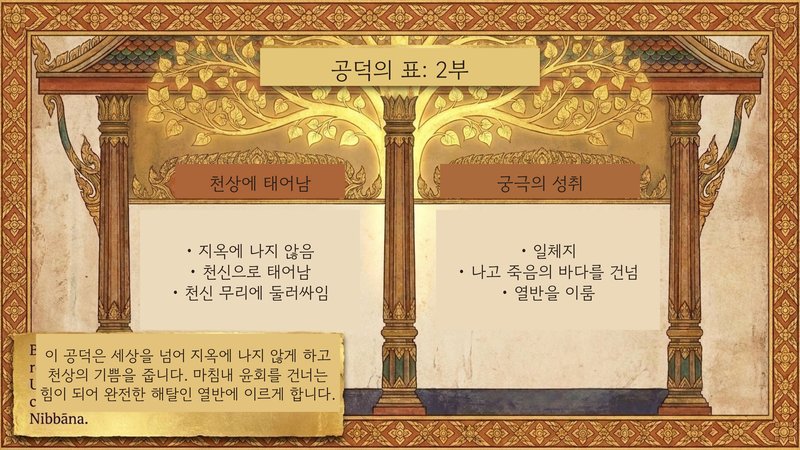 공덕의 표: 2부
천상에 태어남
• 지옥에 나지 않음
• 천신으로 태어남
• 천신 무리에 둘러싸임
궁극의 성취
• 일체지
• 나고 죽음의 바다를 건넘
• 열반을 이룸
이 공덕은 세상을 넘어 지옥에 나지 않게 하고
천상의 기쁨을 줍니다. 마침내 윤회를 건너는
힘이 되어 완전한 해탈인 열반에 이르게 합니다.
Nibbāna.